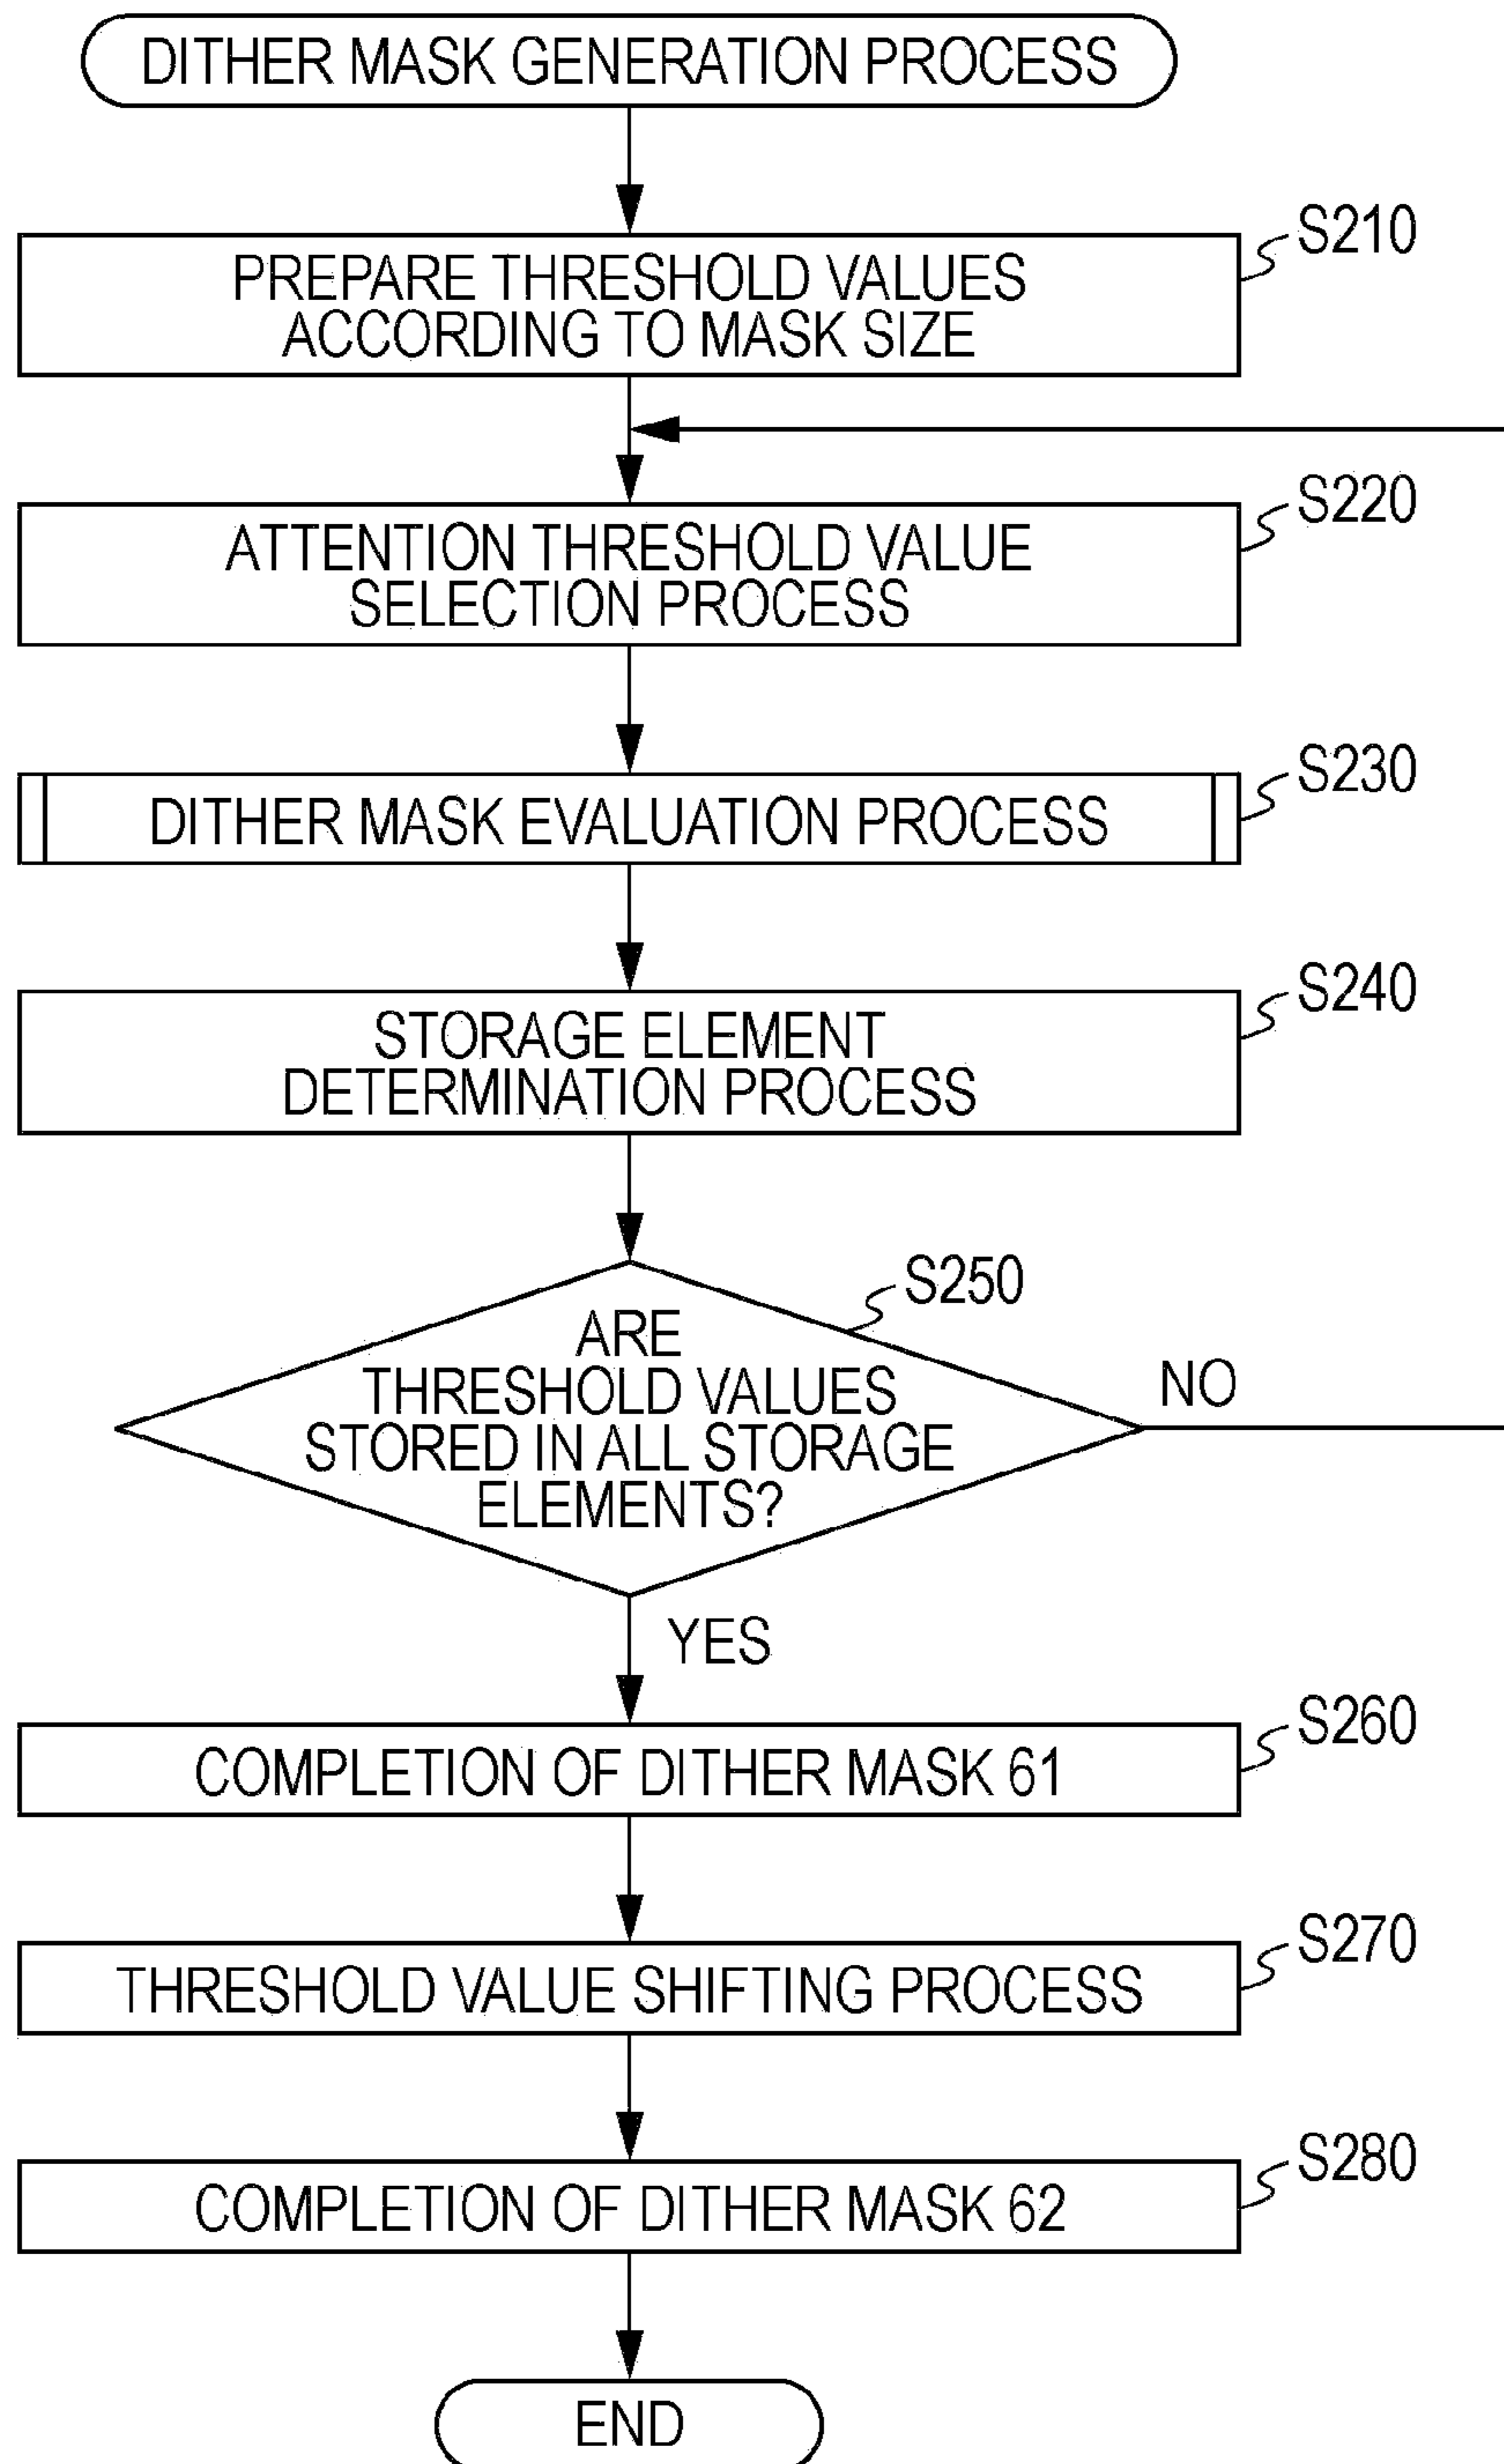 DITHER MASK GENERATION PROCESS
S210
PREPARE THRESHOLD VALUES
ACCORDING TO MASK SIZE
S220
ATTENTION THRESHOLD VALUE
SELECTION PROCESS
S230
DITHER MASK EVALUATION PROCESS
S240
STORAGE ELEMENT
DETERMINATION PROCESS
S250
ARE
THRESHOLD VALUES
STORED IN ALL STORAGE
ELEMENTS?
NO
YES
S260
COMPLETION OF DITHER MASK 61
S270
THRESHOLD VALUE SHIFTING PROCESS
S280
COMPLETION OF DITHER MASK 62
END